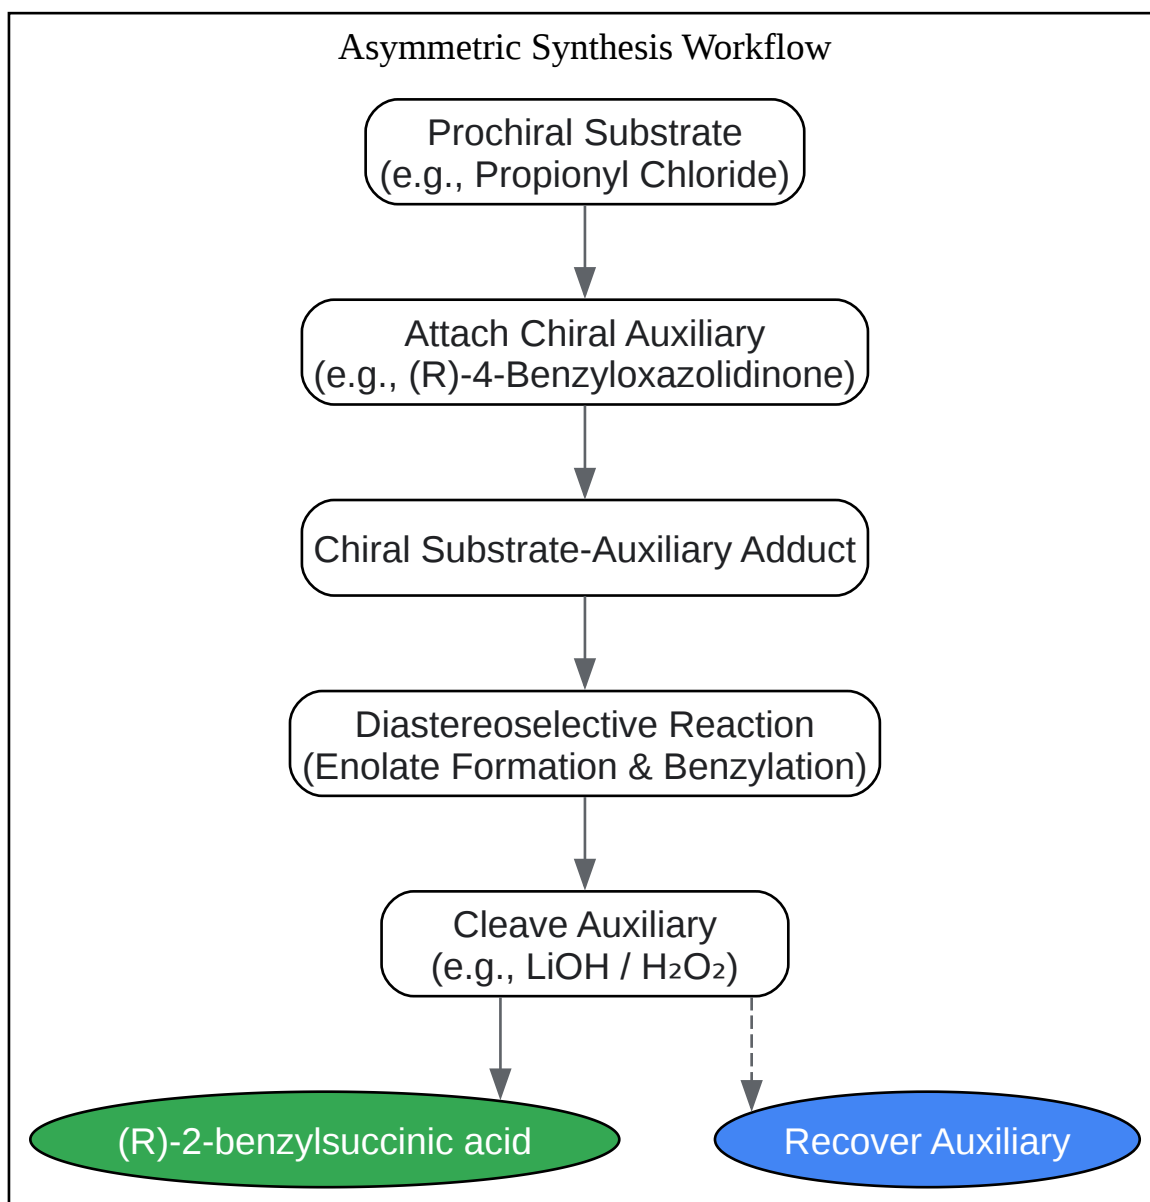 Asymmetric Synthesis Workflow
Prochiral Substrate
(e.g., Propionyl Chloride)
Attach Chiral Auxiliary
(e.g., (R)-4-Benzyloxazolidinone)
Chiral Substrate-Auxiliary Adduct
Diastereoselective Reaction
(Enolate Formation & Benzylation)
Cleave Auxiliary
(e.g., LiOH / H₂O₂)
(R)-2-benzylsuccinic acid
Recover Auxiliary